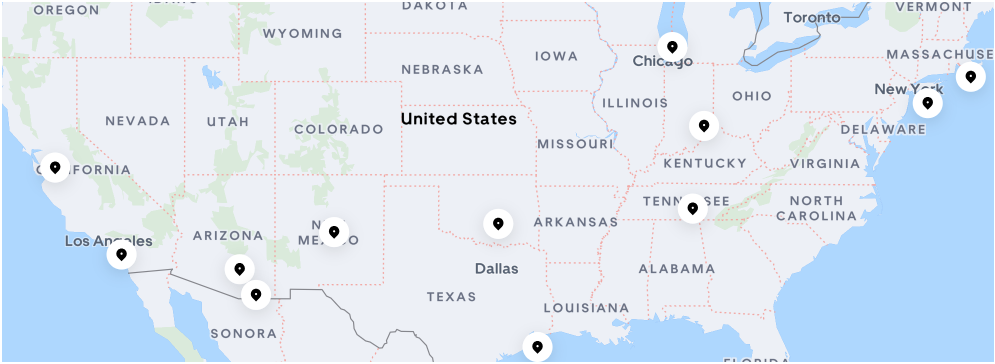 OREGON
DAKOTA
VERMONT
Toronto
WYOMING
MASSACHUSE
IOWA
Chicago
NEBRASKA
New York
OHIO
ILLINOIS
United States
NEVADA
UTAH
COLORADO
DELAWARE
MISSOURI
KENTUCKY
VIRGINIA
CALIFORNIA
TENNESSEE
NORTH
CAROLINA
ARKANSAS
NEW
MEXICO
ARIZONA
Los Angeles
Dallas
ALABAMA
TEXAS
LOUISIANA
SONORA
FLORIDA